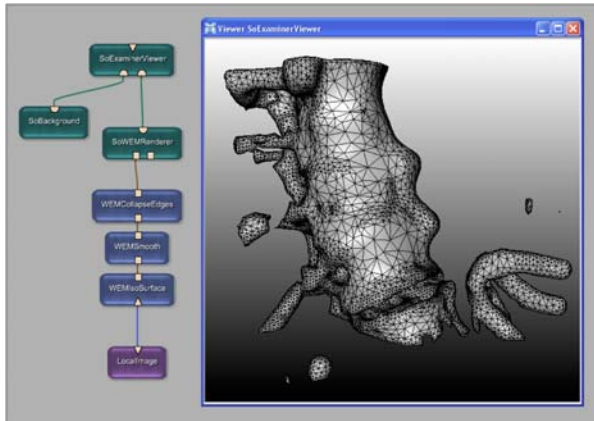 Viewer SoExaminerViewer
SoExaminerViewer
SoBackground
SoWEMRenderer
WEMCollapseEdges
WEMSmooth
WEMIsoSurface
LocalImage